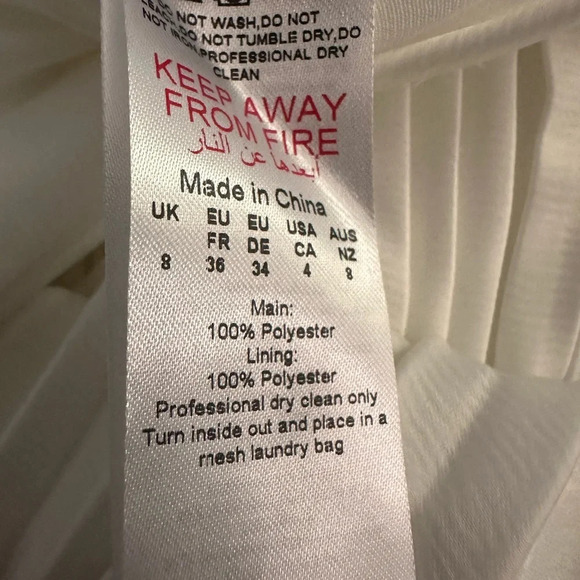 DO NOT WASH,DO NOT
DO NOT TUMBLE DRY,DO
NOT IRON,PROFESSIONAL DRY
CLEAN
KEEP AWAY
FROM FIRE
أبعدها عن النار
Made in China
UK EU EU USA AUS
FR DE CA NZ
8 36 34 4 8
Main:
100% Polyester
Lining:
100% Polyester
Professional dry clean only
Turn inside out and place in a
mesh laundry bag